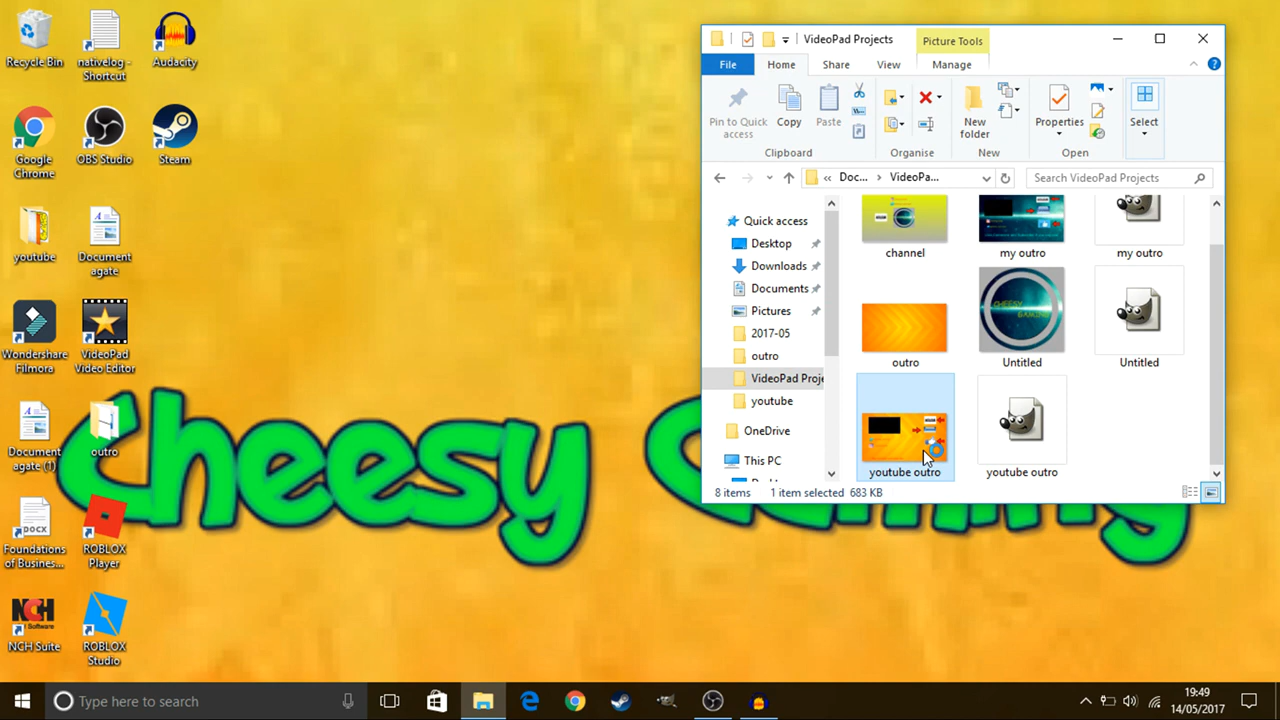 Recycle Bin
nativelog - Shortcut
Audacity
Google Chrome
OBS Studio
Steam
youtube
Document agate
Wondershare Filmora
VideoPad Video Editor
Document agate (1)
outro
Foundations of Busines...
DOCX
ROBLOX Player
NCH Suite
ROBLOX Studio
Cheesy
VideoPad Projects
Picture Tools
File
Home
Share
View
Manage
Pin to Quick access
Copy
Paste
New folder
Properties
Select
Clipboard
Organise
New
Open
« Doc... > VideoPa...
Search VideoPad Projects
Quick access
Desktop
Downloads
Documents
Pictures
2017-05
outro
VideoPad Proje
youtube
OneDrive
This PC
channel
my outro
my outro
outro
CHEESY
GAMING
Untitled
Untitled
youtube outro
youtube outro
8 items
1 item selected 683 KB
Type here to search
19:49
14/05/2017